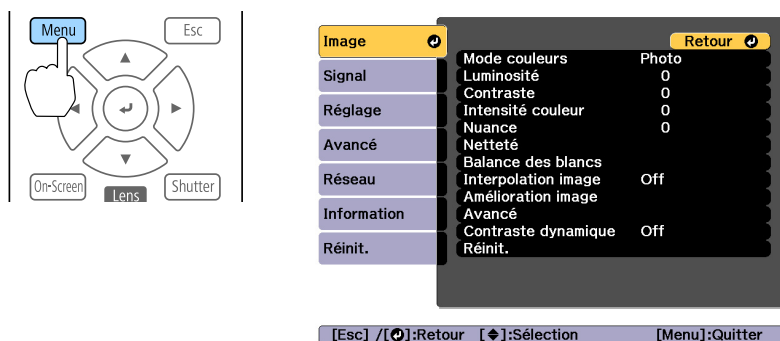 Menu
Esc
On-Screen
Lens
Shutter
Image
Signal
Réglage
Avancé
Réseau
Information
Réinit.
Retour
Mode couleurs Photo
Luminosité 0
Contraste 0
Intensité couleur 0
Nuance 0
Netteté
Balance des blancs
Interpolation image Off
Amélioration image
Avancé
Contraste dynamique Off
Réinit.
[Esc] /[⏎]:Retour [◆]:Sélection [Menu]:Quitter